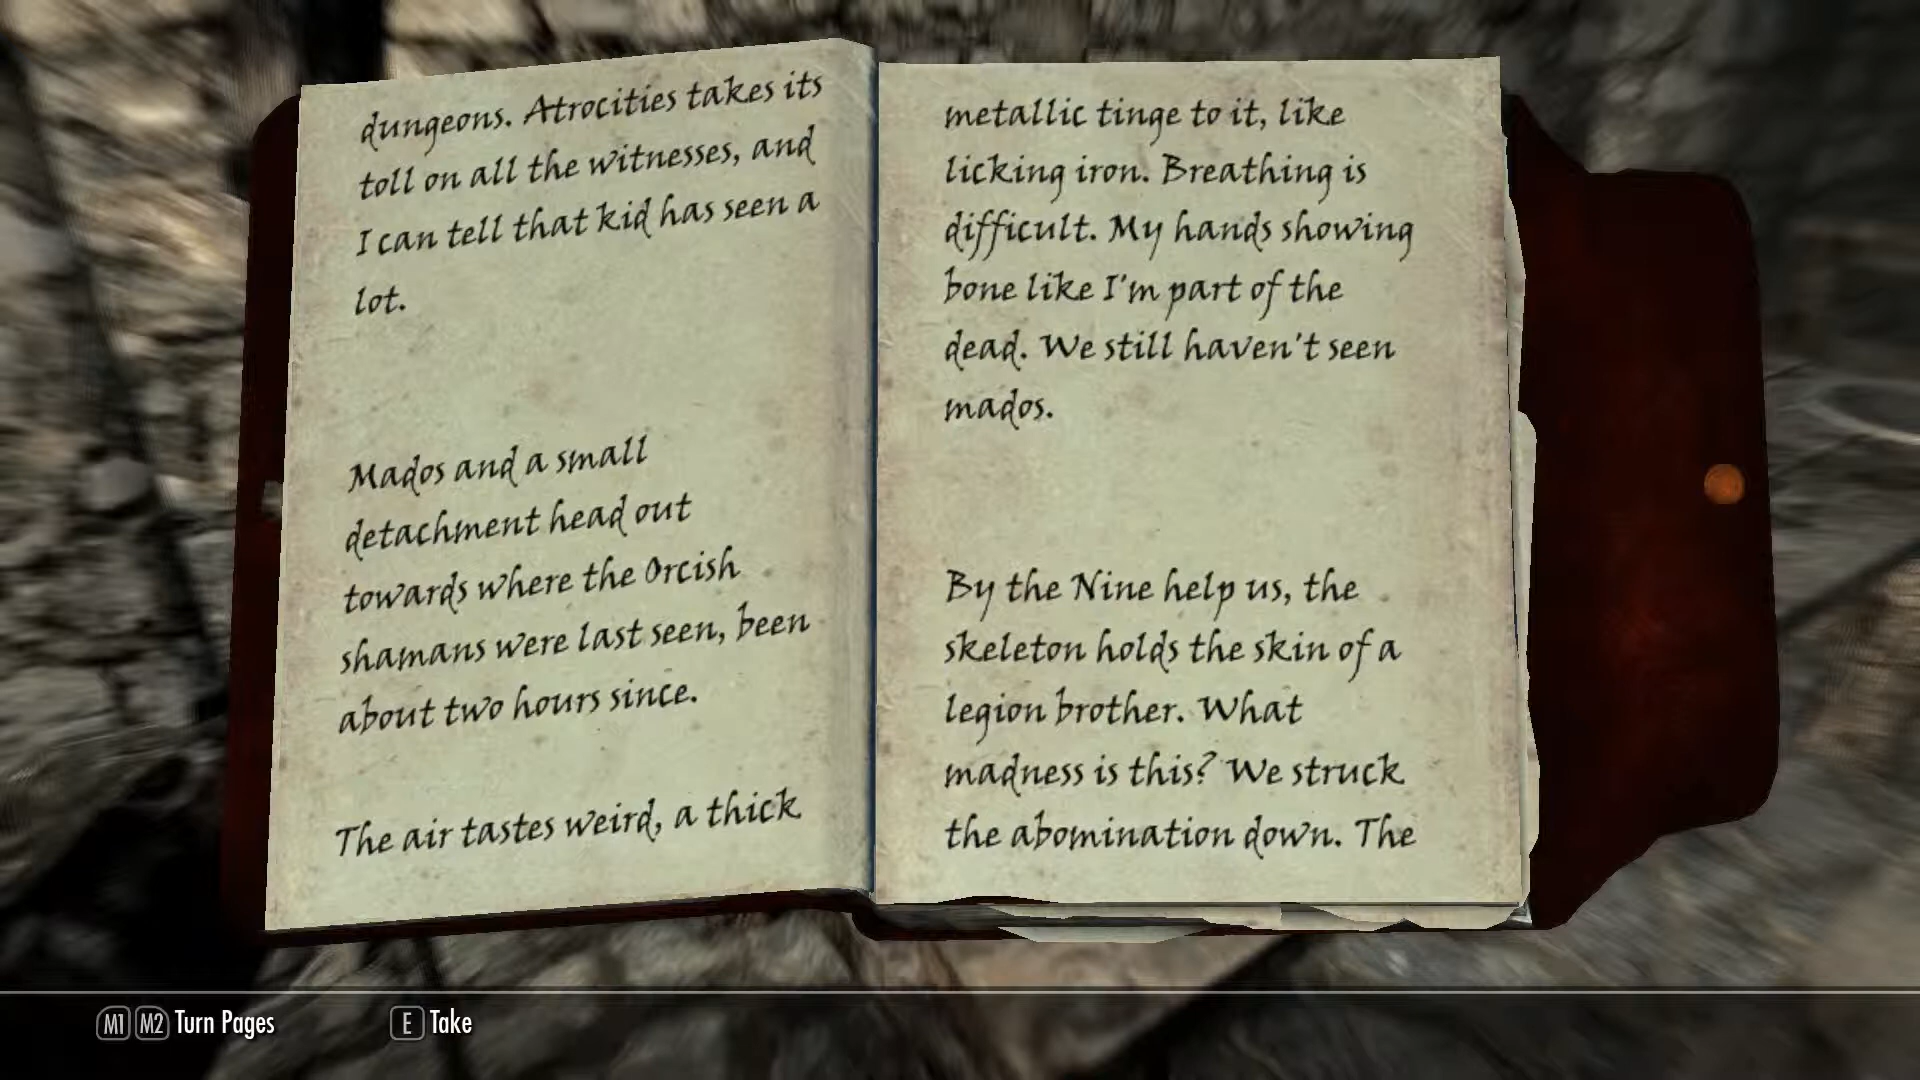 dungeons. Atrocities takes its
toll on all the witnesses, and
I can tell that kid has seen a
lot.
Mados and a small
detachment head out
towards where the Orcish
shamans were last seen, been
about two hours since.
The air tastes weird, a thick
metallic tinge to it, like
licking iron. Breathing is
difficult. My hands showing
bone like I'm part of the
dead. We still haven't seen
mados.
By the Nine help us, the
skeleton holds the skin of a
legion brother. What
madness is this? We struck
the abomination down. The
M1 M2 Turn Pages
E Take